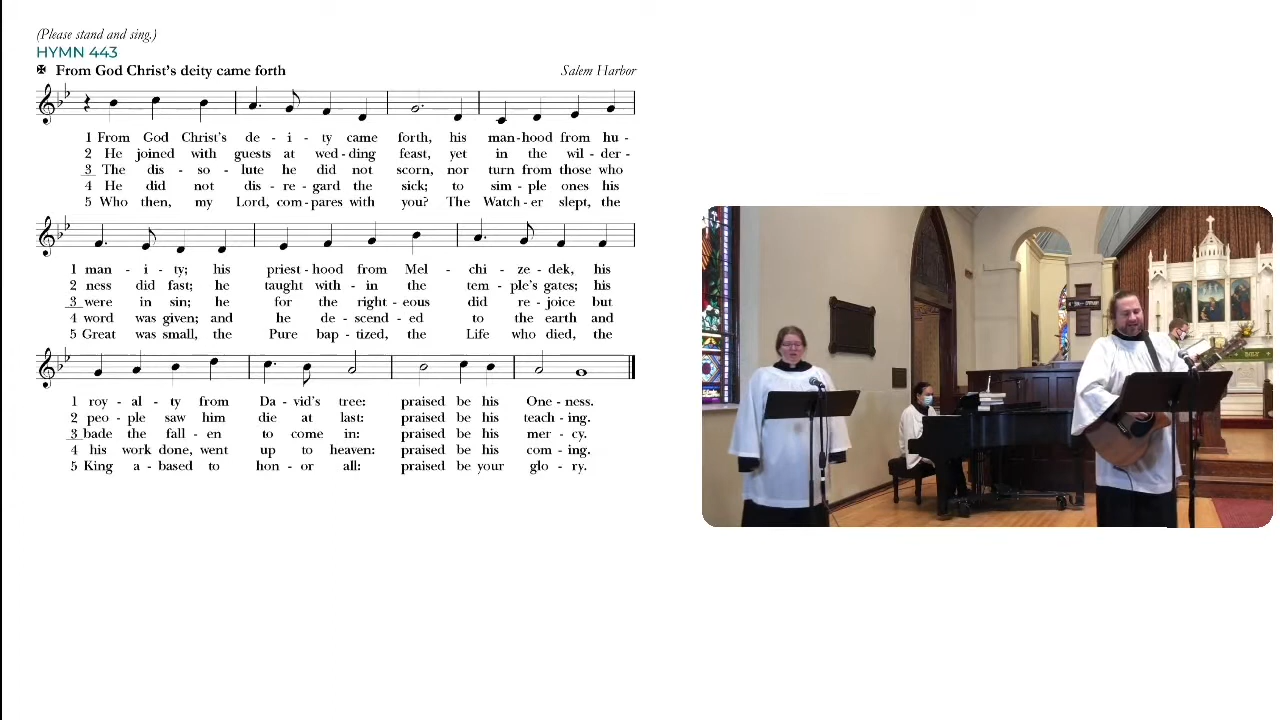 (Please stand and sing.)
HYMN 443
✠ From God Christ's deity came forth Salem Harbor
1 From God Christ's de - i - ty came forth, his man - hood from hu -
2 He joined with guests at wed - ding feast, yet in the wil - der -
3 The dis - so - lute he did not scorn, nor turn from those who
4 He did not dis - re - gard the sick; to sim - ple ones his
5 Who then, my Lord, com - pares with you? The Watch - er slept, the
1 man - i - ty; his priest - hood from Mel - chi - ze - dek, his
2 ness did fast; he taught with - in the tem - ple's gates; his
3 were in sin; he for the right - eous did re - joice but
4 word was given; and he de - scend - ed to the earth and
5 Great was small, the Pure bap - tized, the Life who died, the
1 roy - al - ty from Da - vid's tree: praised be his One - ness.
2 peo - ple saw him die at last: praised be his teach - ing.
3 bade the fall - en to come in: praised be his mer - cy.
4 his work done, went up to heaven: praised be his com - ing.
5 King a - based to hon - or all: praised be your glo - ry.